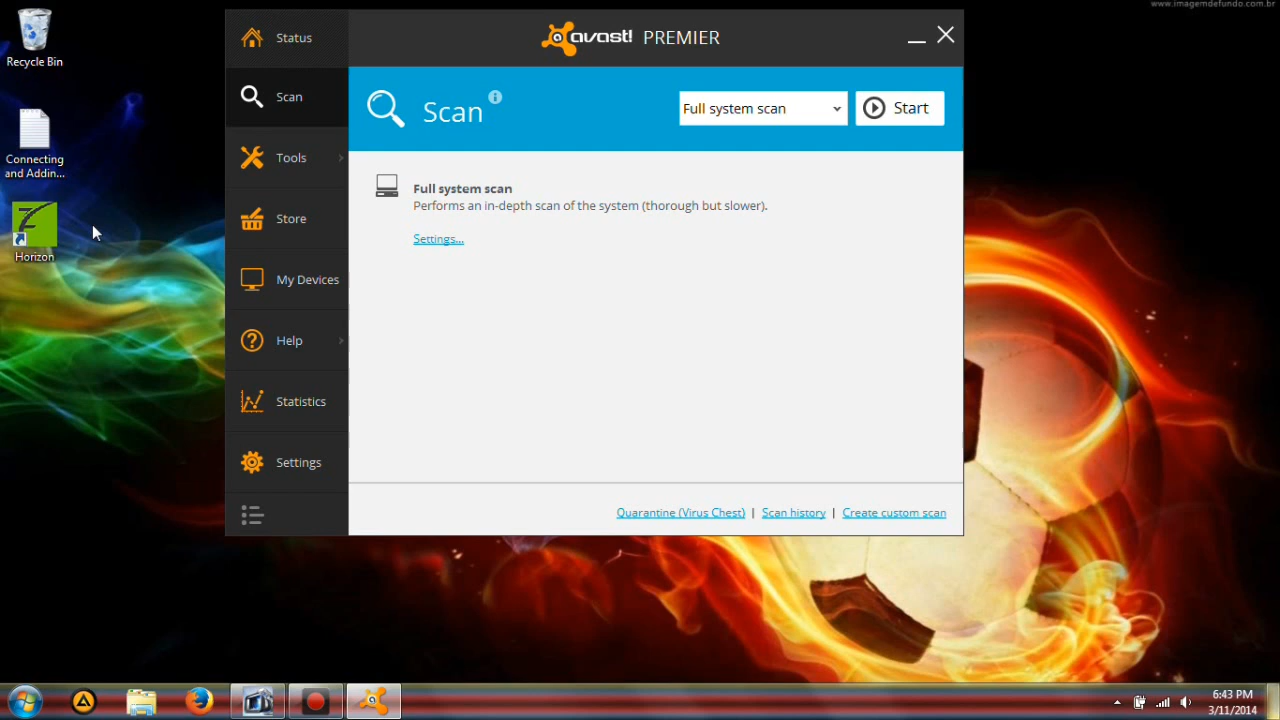 www.imagemdefundo.com.br
Recycle Bin
Connecting
and Addin...
Horizon
Status
Scan
Tools
Store
My Devices
Help
Statistics
Settings
avast! PREMIER
Scan
Full system scan
Start
Full system scan
Performs an in-depth scan of the system (thorough but slower).
Settings...
Quarantine (Virus Chest) | Scan history | Create custom scan
6:43 PM
3/11/2014